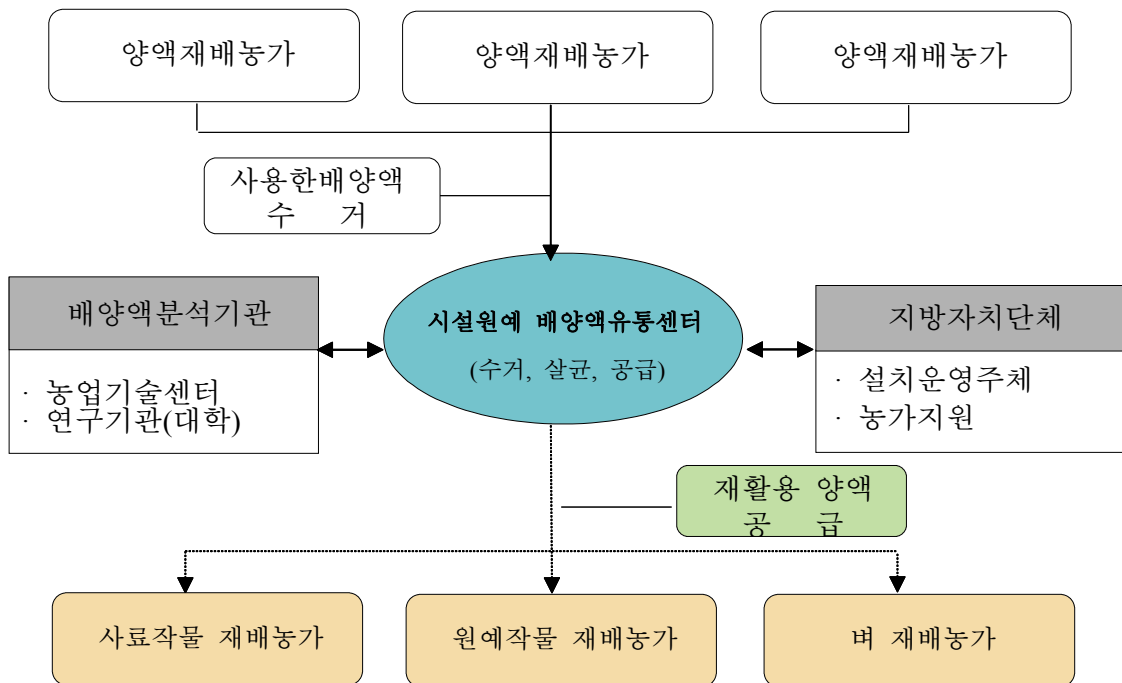 양액재배농가
양액재배농가
양액재배농가
사용한배양액
수 거
배양액분석기관
· 농업기술센터
· 연구기관(대학)
시설원예 배양액유통센터
(수거, 살균, 공급)
지방자치단체
· 설치운영주체
· 농가지원
재활용 양액
공 급
사료작물 재배농가
원예작물 재배농가
벼 재배농가